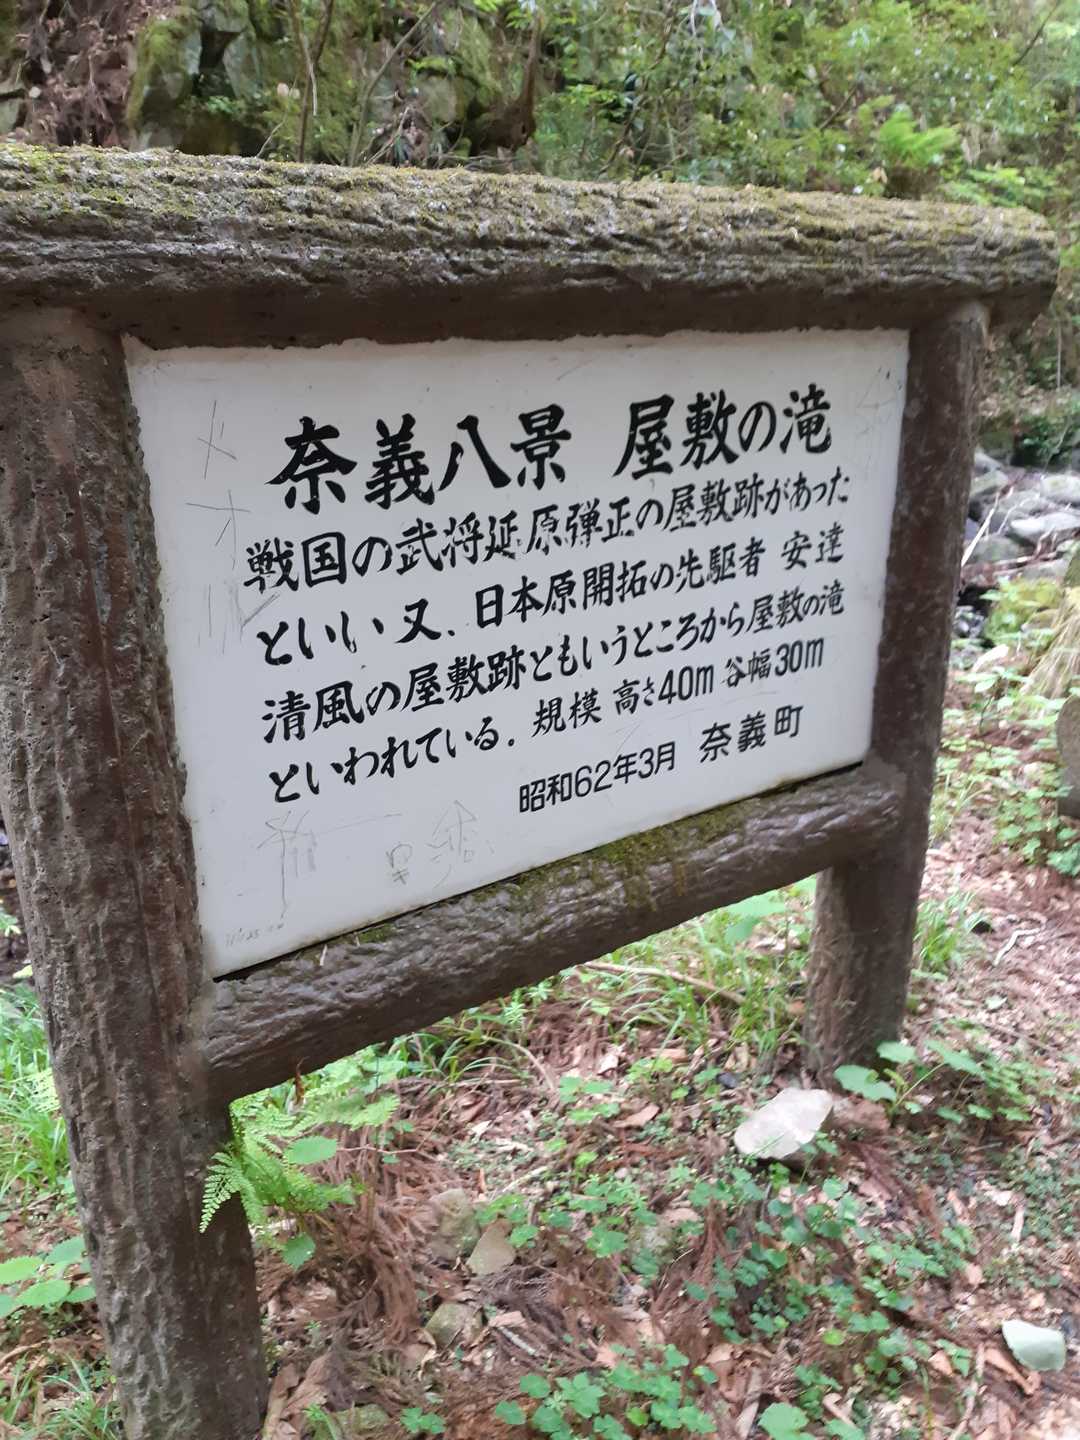 奈義八景 屋敷の滝
戦国の武将延原弾正の屋敷跡があった
といい又、日本原開拓の先駆者 安達
清風の屋敷跡ともいうところから屋敷の滝
といわれている。規模 高さ40m 谷幅30m
昭和62年3月 奈義町